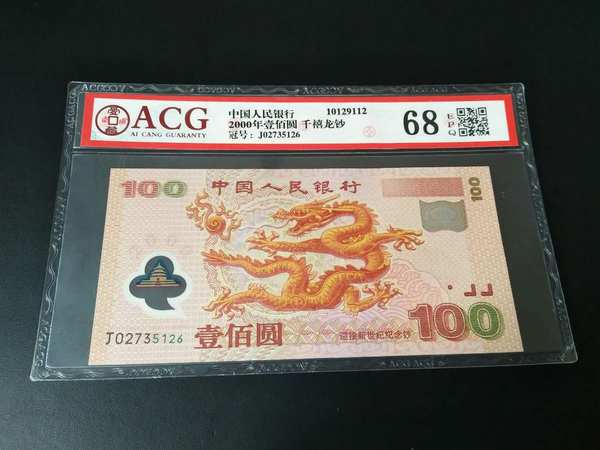 ACG
AI CANG GUARANTY
中国人民银行 10129112
2000年壹佰圆 千禧龙钞
冠号: J02735126
68 EPQ
100 中国人民银行
100
J02735126
壹佰圆
迎接新世纪纪念钞
100